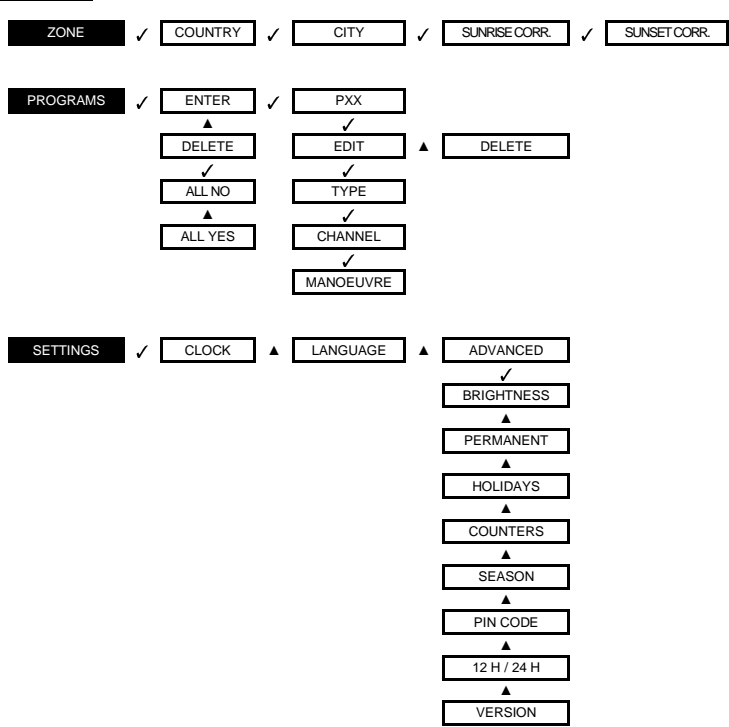 ZONE ✓ COUNTRY ✓ CITY ✓ SUNRISE CORR. ✓ SUNSET CORR.
PROGRAMS ✓ ENTER ✓ PXX
▲ ✓
DELETE EDIT ▲ DELETE
✓ ✓
ALL NO TYPE
▲ ✓
ALL YES CHANNEL
✓
MANOEUVRE
SETTINGS ✓ CLOCK ▲ LANGUAGE ▲ ADVANCED
✓
BRIGHTNESS
▲
PERMANENT
▲
HOLIDAYS
▲
COUNTERS
▲
SEASON
▲
PIN CODE
▲
12 H / 24 H
▲
VERSION